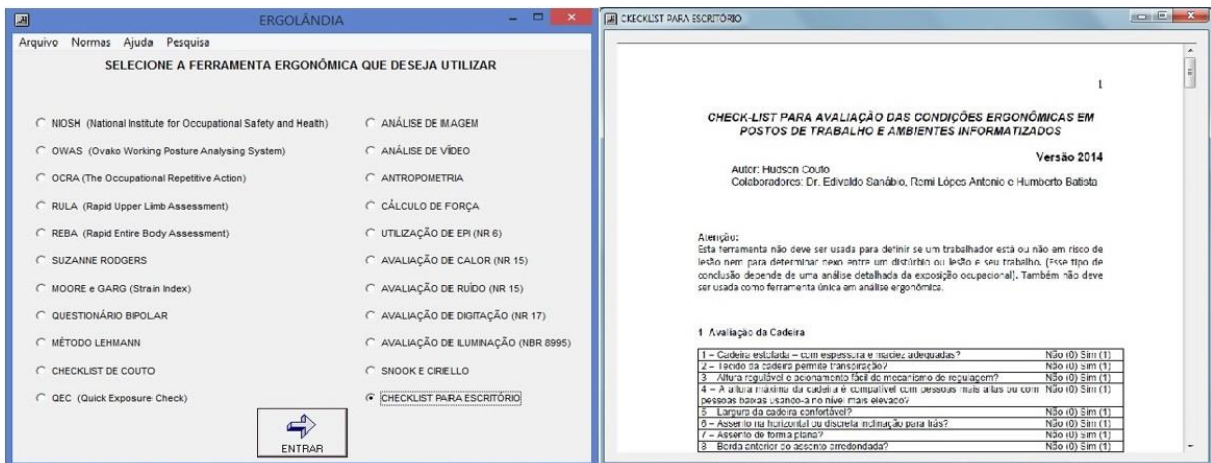 ERGOLÂNDIA
Arquivo Normas Ajuda Pesquisa
SELECIONE A FERRAMENTA ERGONÔMICA QUE DESEJA UTILIZAR
NIOSH (National Institute for Occupational Safety and Health)
OWAS (Ovako Working Posture Analysing System)
OCRA (The Occupational Repetitive Action)
RULA (Rapid Upper Limb Assessment)
REBA (Rapid Entire Body Assessment)
SUZANNE RODGERS
MOORE e GARG (Strain Index)
QUESTIONÁRIO BIPOLAR
MÉTODO LEHMANN
CHECKLIST DE COUTO
QEC (Quick Exposure Check)
ANÁLISE DE IMAGEM
ANÁLISE DE VÍDEO
ANTROPOMETRIA
CÁLCULO DE FORÇA
UTILIZAÇÃO DE EPI (NR 6)
AVALIAÇÃO DE CALOR (NR 15)
AVALIAÇÃO DE RUÍDO (NR 15)
AVALIAÇÃO DE DIGITAÇÃO (NR 17)
AVALIAÇÃO DE ILUMINAÇÃO (NBR 8995)
SNOOK E CIRIELLO
CHECKLIST PARA ESCRITÓRIO
ENTRAR
CHECKLIST PARA ESCRITÓRIO
1
CHECK-LIST PARA AVALIAÇÃO DAS CONDIÇÕES ERGONÔMICAS EM
POSTOS DE TRABALHO E AMBIENTES INFORMATIZADOS
Versão 2014
Autor: Hudson Couto
Colaboradores: Dr. Edivaldo Sanábio, Remi Lópes Antonio e Humberto Batista
Atenção:
Esta ferramenta não deve ser usada para definir se um trabalhador está ou não em risco de
lesão nem para determinar nexo entre um distúrbio ou lesão e seu trabalho. (Esse tipo de
conclusão depende de uma análise detalhada da exposição ocupacional). Também não deve
ser usada como ferramenta única em análise ergonômica.
1 Avaliação da Cadeira
1 – Cadeira estofada – com espessura e maciez adequadas? Não (0) Sim (1)
2 – Tecido da cadeira permite transpiração? Não (0) Sim (1)
3 – Altura regulável e acionamento fácil do mecanismo de regulagem? Não (0) Sim (1)
4 – A altura máxima da cadeira é compatível com pessoas mais altas ou com Não (0) Sim (1)
pessoas baixas usando-a no nível mais elevado?
5 – Largura da cadeira confortável? Não (0) Sim (1)
6 – Assento na horizontal ou discreta inclinação para trás? Não (0) Sim (1)
7 – Assento de forma plana? Não (0) Sim (1)
8 – Borda anterior do assento arredondada? Não (0) Sim (1)